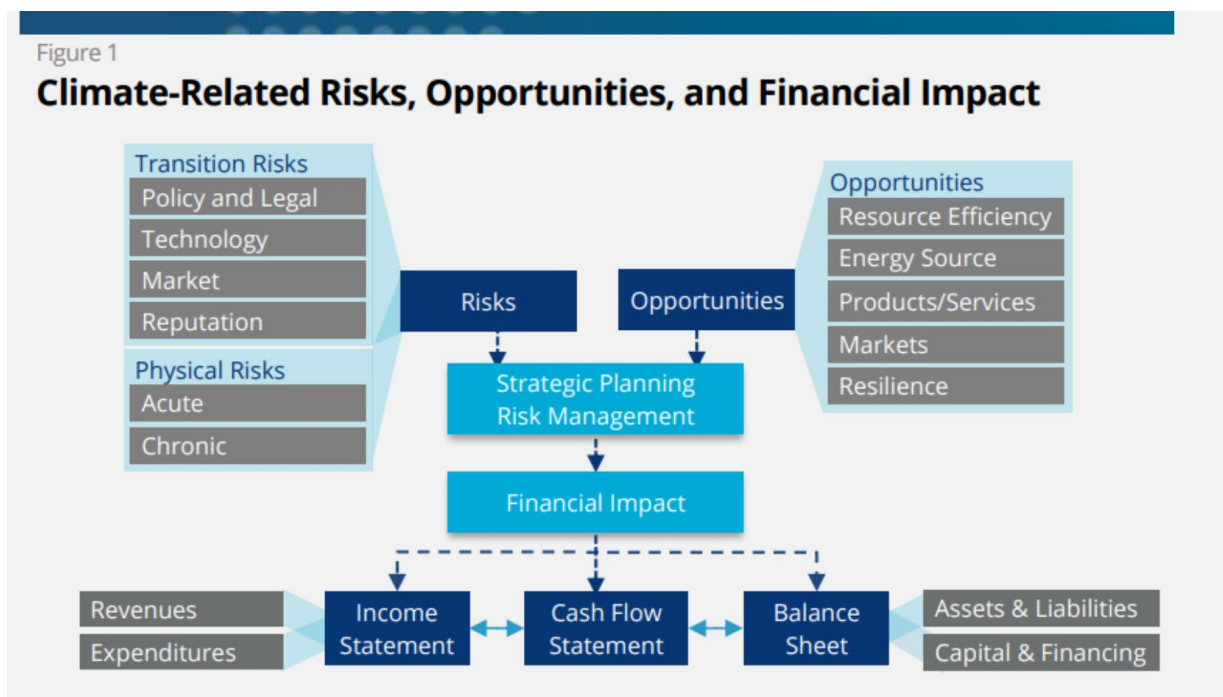 Figure 1
Climate-Related Risks, Opportunities, and Financial Impact
Transition Risks
Policy and Legal
Technology
Market
Reputation
Physical Risks
Acute
Chronic
Risks
Opportunities
Opportunities
Resource Efficiency
Energy Source
Products/Services
Markets
Resilience
Strategic Planning
Risk Management
Financial Impact
Revenues
Expenditures
Income
Statement
Cash Flow
Statement
Balance
Sheet
Assets & Liabilities
Capital & Financing